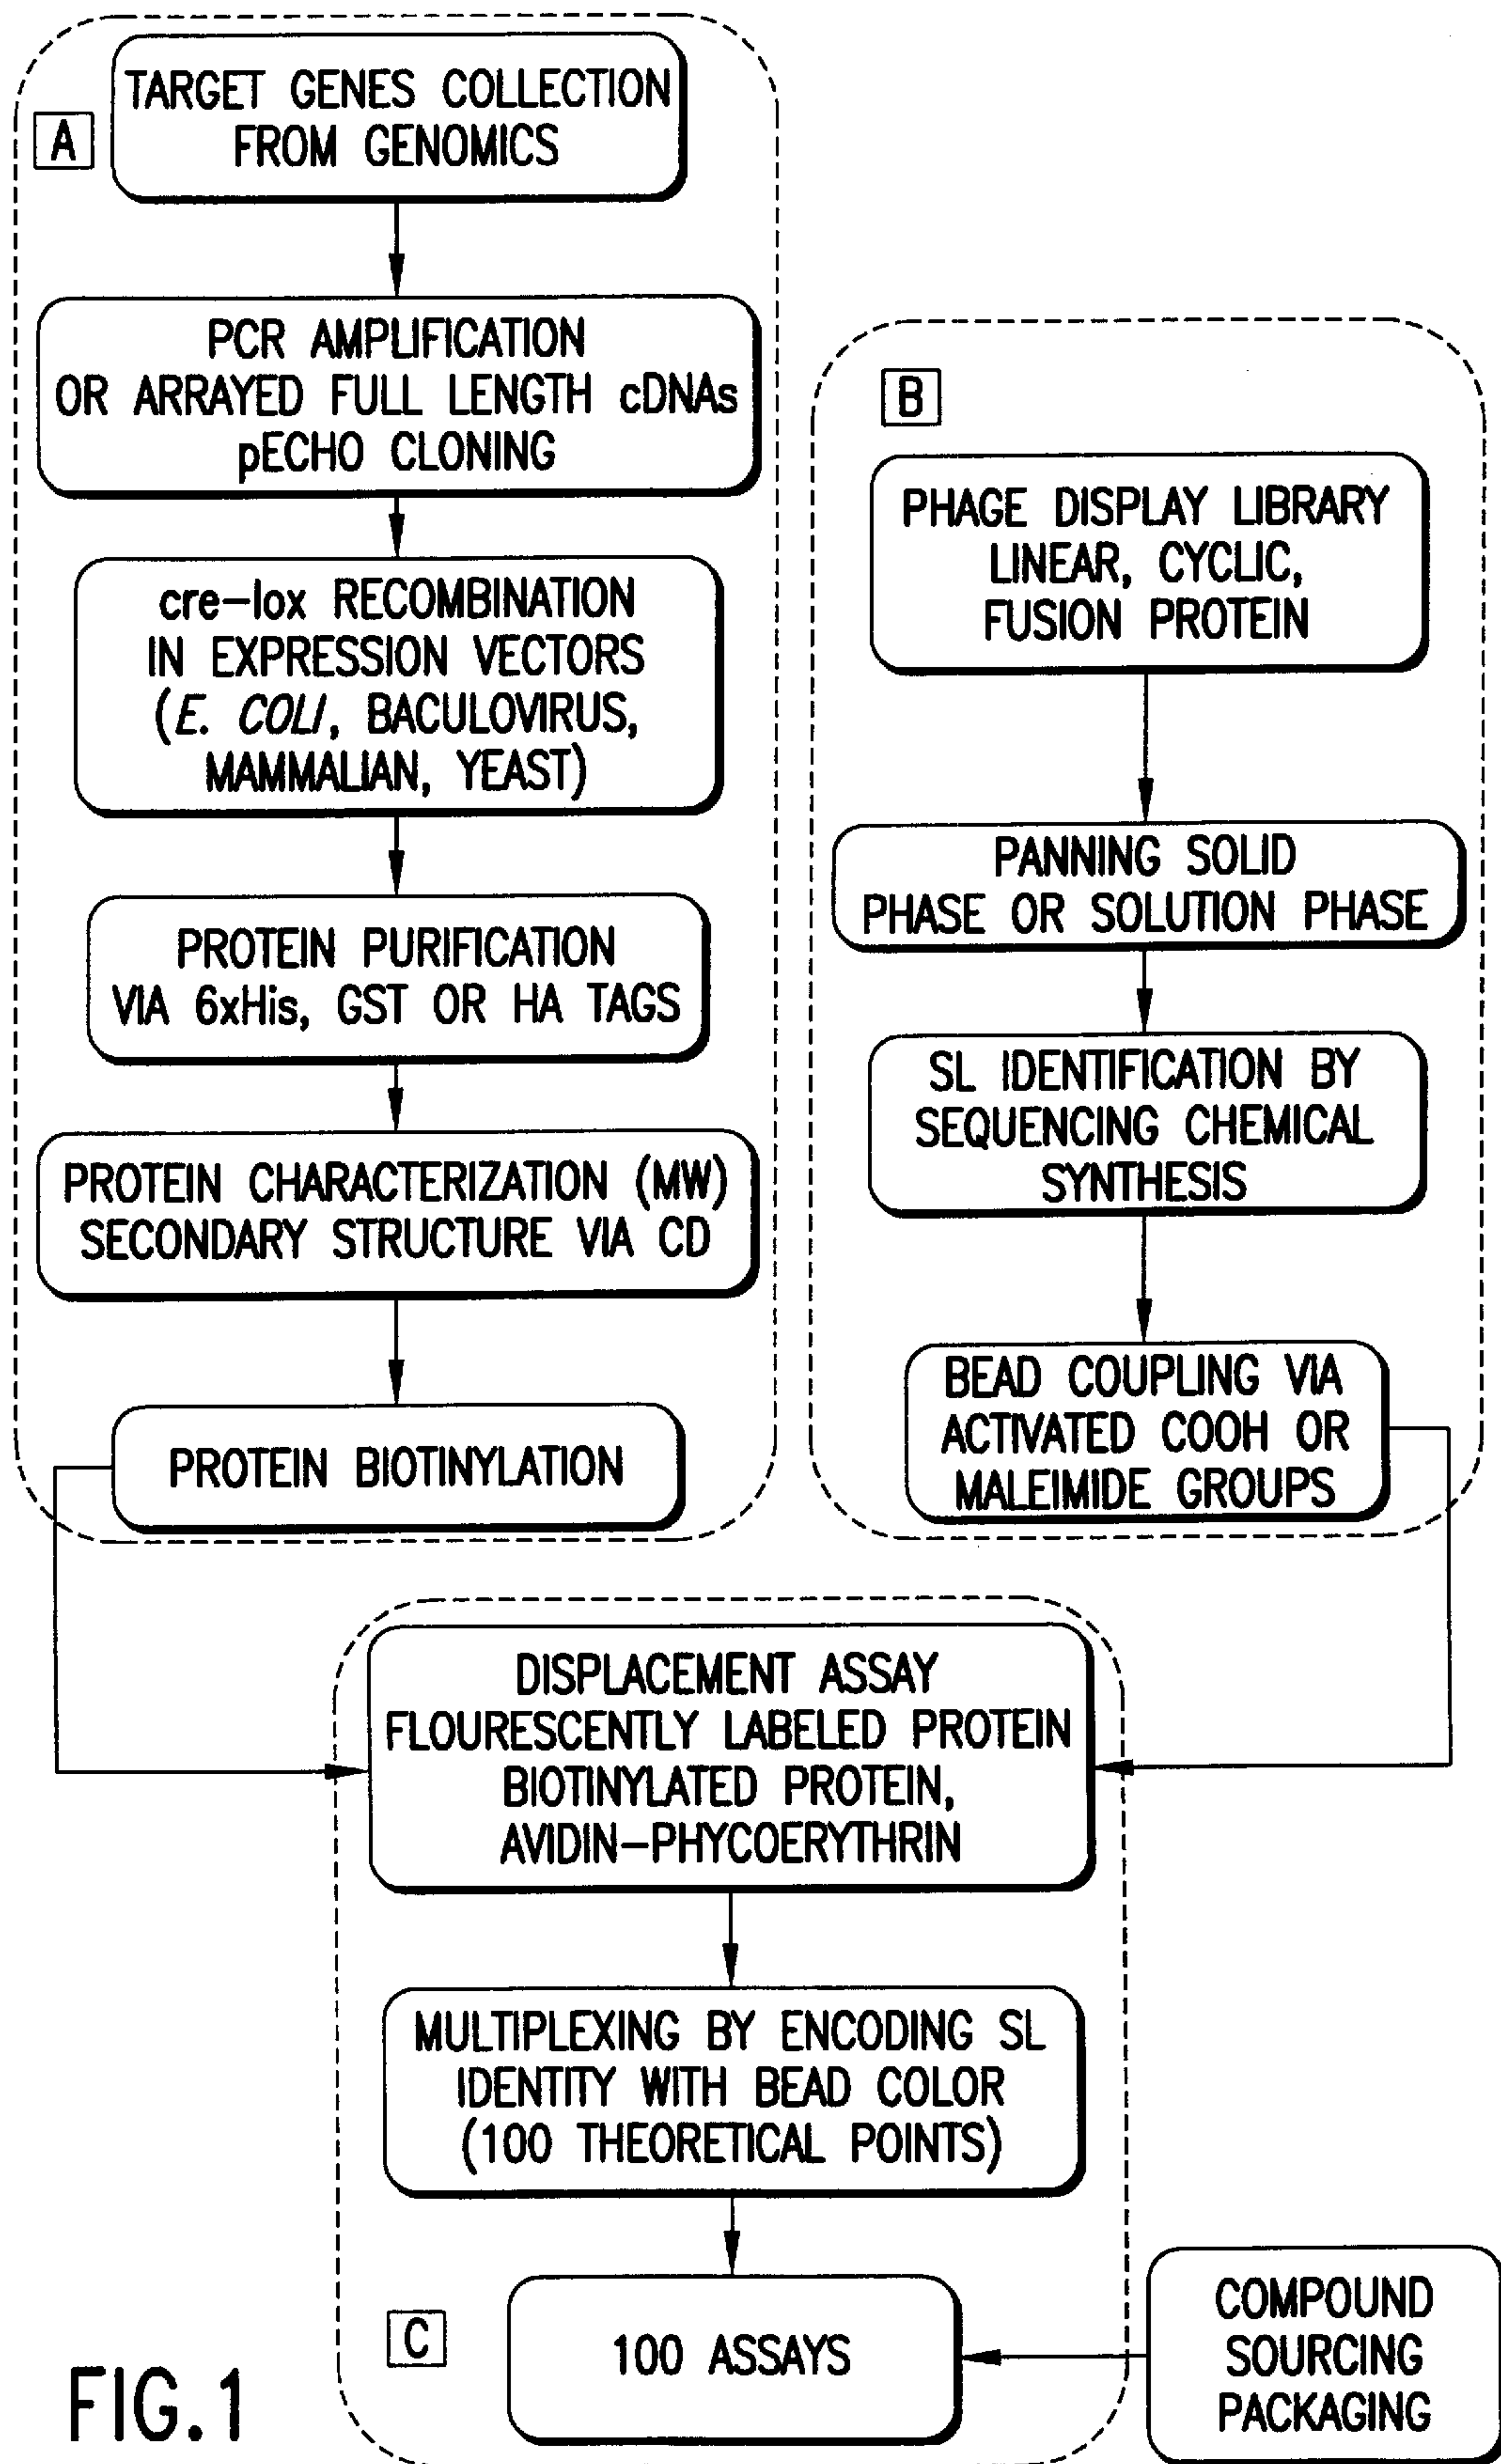 A
TARGET GENES COLLECTION
FROM GENOMICS
PCR AMPLIFICATION
OR ARRAYED FULL LENGTH cDNAs
pECHO CLONING
cre-lox RECOMBINATION
IN EXPRESSION VECTORS
(E. COLI, BACULOVIRUS,
MAMMALIAN, YEAST)
PROTEIN PURIFICATION
VIA 6xHis, GST OR HA TAGS
PROTEIN CHARACTERIZATION (MW)
SECONDARY STRUCTURE VIA CD
PROTEIN BIOTINYLATION
B
PHAGE DISPLAY LIBRARY
LINEAR, CYCLIC,
FUSION PROTEIN
PANNING SOLID
PHASE OR SOLUTION PHASE
SL IDENTIFICATION BY
SEQUENCING CHEMICAL
SYNTHESIS
BEAD COUPLING VIA
ACTIVATED COOH OR
MALEIMIDE GROUPS
DISPLACEMENT ASSAY
FLOURESCENTLY LABELED PROTEIN
BIOTINYLATED PROTEIN,
AVIDIN-PHYCOERYTHRIN
MULTIPLEXING BY ENCODING SL
IDENTITY WITH BEAD COLOR
(100 THEORETICAL POINTS)
C
100 ASSAYS
COMPOUND
SOURCING
PACKAGING
FIG.1